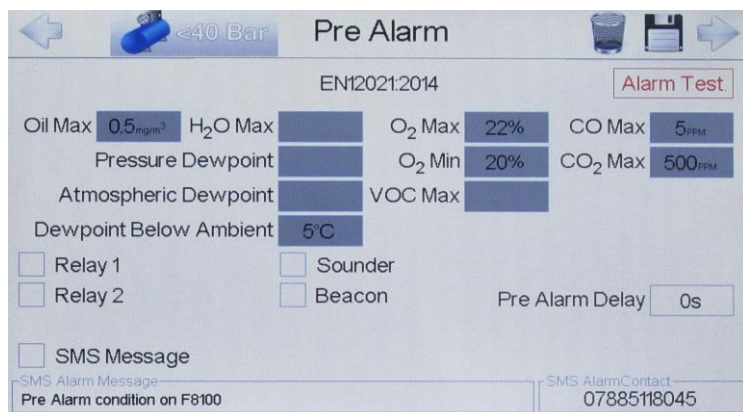 <40 Bar Pre Alarm
EN12021:2014 Alarm Test
Oil Max 0.5mg/m³ H₂O Max O₂ Max 22% CO Max 5PPM
Pressure Dewpoint O₂ Min 20% CO₂ Max 500PPM
Atmospheric Dewpoint VOC Max
Dewpoint Below Ambient 5°C
Relay 1 Sounder
Relay 2 Beacon Pre Alarm Delay 0s
SMS Message
SMS Alarm Message SMS AlarmContact
Pre Alarm condition on F8100 07885118045